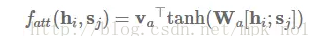 f_att(h_i, s_j) = v_a^⊤ tanh(W_a[h_i; s_j])